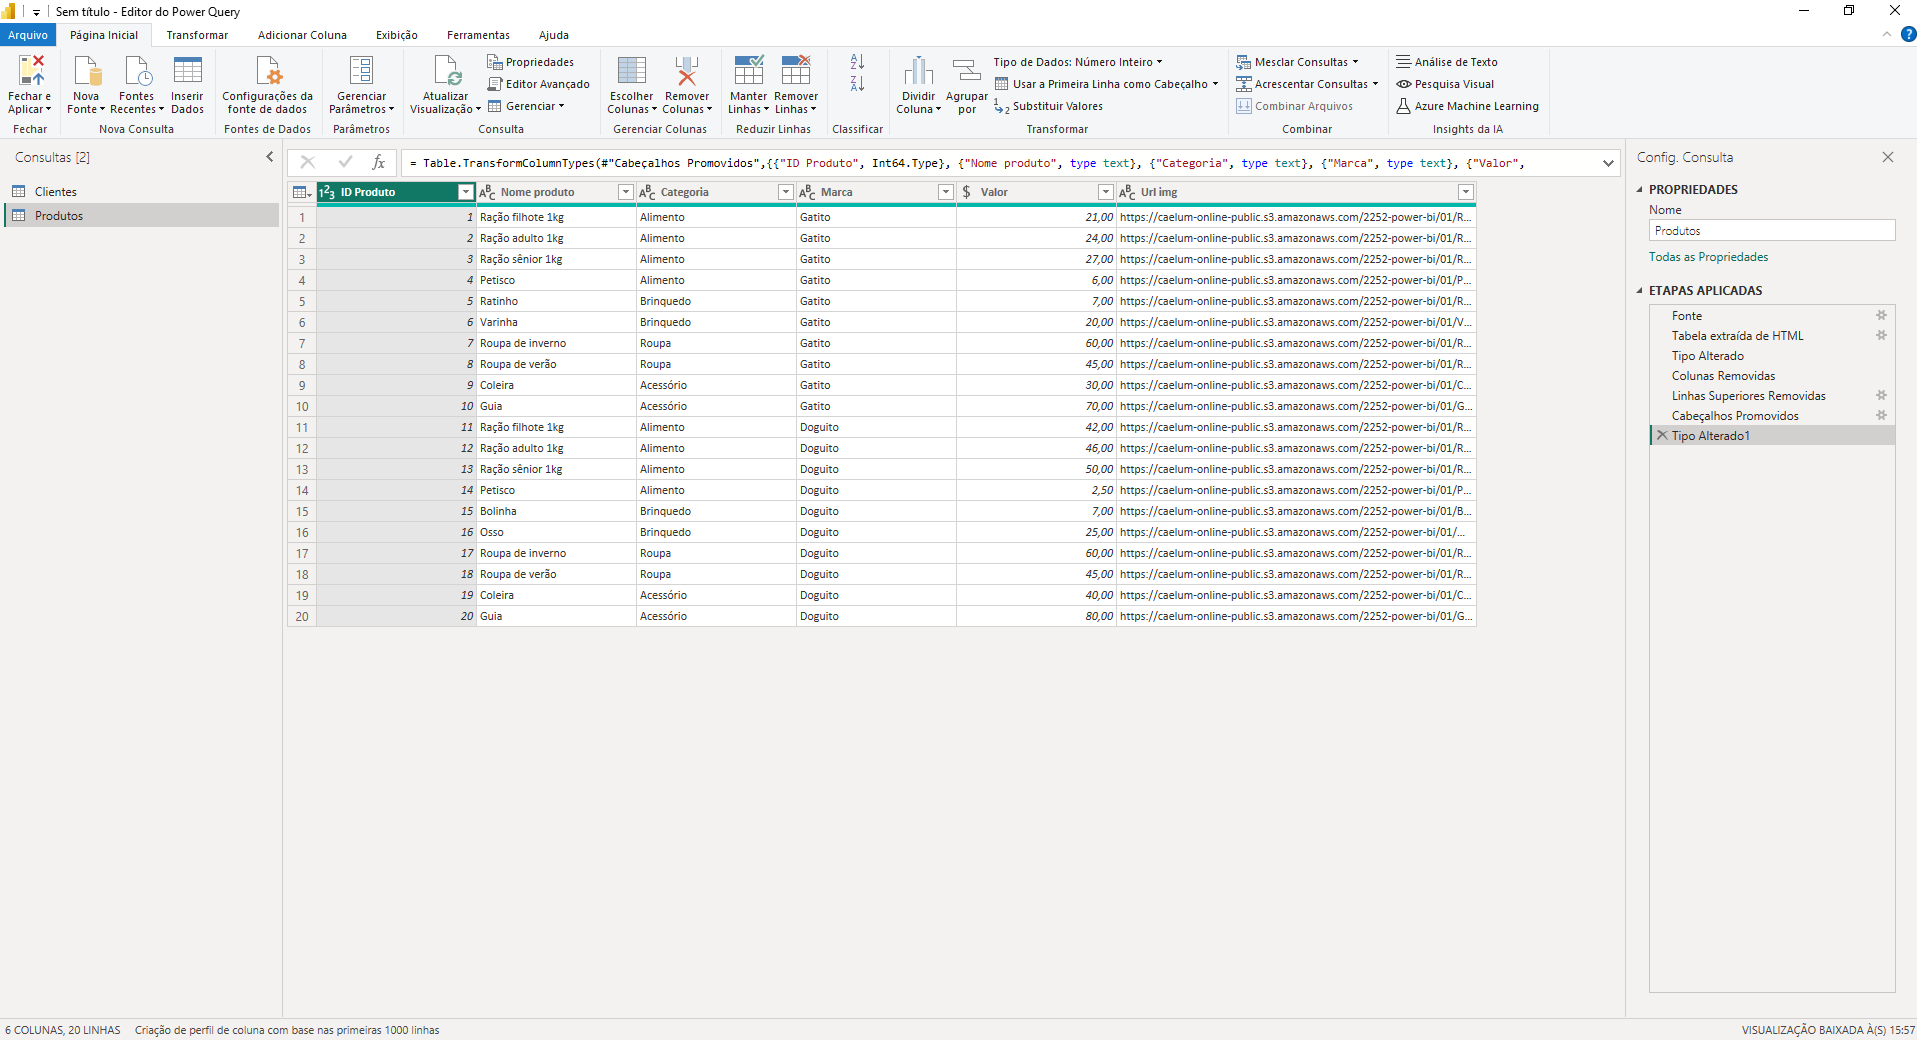 Sem título - Editor do Power Query
Arquivo Página Inicial Transformar Adicionar Coluna Exibição Ferramentas Ajuda
Fechar e Aplicar
Nova Fonte
Fontes Recentes
Inserir Dados
Configurações da fonte de dados
Gerenciar Parâmetros
Atualizar Visualização
Propriedades
Editor Avançado
Gerenciar
Escolher Colunas
Remover Colunas
Manter Linhas
Remover Linhas
Dividir Coluna
Agrupar por
Tipo de Dados: Número Inteiro
Usar a Primeira Linha como Cabeçalho
Substituir Valores
Mesclar Consultas
Acrescentar Consultas
Combinar Arquivos
Análise de Texto
Pesquisa Visual
Azure Machine Learning
Fechar Nova Consulta Fontes de Dados Parâmetros Consulta Gerenciar Colunas Reduzir Linhas Classificar Transformar Combinar Insights da IA
Consultas [2]
Clientes
Produtos
= Table.TransformColumnTypes(#"Cabeçalhos Promovidos",{{"ID Produto", Int64.Type}, {"Nome produto", type text}, {"Categoria", type text}, {"Marca", type text}, {"Valor",
ID Produto Nome produto Categoria Marca Valor Url img
1 1 Ração filhote 1kg Alimento Gatito 21,00 https://caelum-online-public.s3.amazonaws.com/2252-power-bi/01/R...
2 2 Ração adulto 1kg Alimento Gatito 24,00 https://caelum-online-public.s3.amazonaws.com/2252-power-bi/01/R...
3 3 Ração sênior 1kg Alimento Gatito 27,00 https://caelum-online-public.s3.amazonaws.com/2252-power-bi/01/R...
4 4 Petisco Alimento Gatito 6,00 https://caelum-online-public.s3.amazonaws.com/2252-power-bi/01/P...
5 5 Ratinho Brinquedo Gatito 7,00 https://caelum-online-public.s3.amazonaws.com/2252-power-bi/01/R...
6 6 Varinha Brinquedo Gatito 20,00 https://caelum-online-public.s3.amazonaws.com/2252-power-bi/01/V...
7 7 Roupa de inverno Roupa Gatito 60,00 https://caelum-online-public.s3.amazonaws.com/2252-power-bi/01/R...
8 8 Roupa de verão Roupa Gatito 45,00 https://caelum-online-public.s3.amazonaws.com/2252-power-bi/01/R...
9 9 Coleira Acessório Gatito 30,00 https://caelum-online-public.s3.amazonaws.com/2252-power-bi/01/C...
10 10 Guia Acessório Gatito 70,00 https://caelum-online-public.s3.amazonaws.com/2252-power-bi/01/G...
11 11 Ração filhote 1kg Alimento Doguito 42,00 https://caelum-online-public.s3.amazonaws.com/2252-power-bi/01/R...
12 12 Ração adulto 1kg Alimento Doguito 46,00 https://caelum-online-public.s3.amazonaws.com/2252-power-bi/01/R...
13 13 Ração sênior 1kg Alimento Doguito 50,00 https://caelum-online-public.s3.amazonaws.com/2252-power-bi/01/R...
14 14 Petisco Alimento Doguito 2,50 https://caelum-online-public.s3.amazonaws.com/2252-power-bi/01/P...
15 15 Bolinha Brinquedo Doguito 7,00 https://caelum-online-public.s3.amazonaws.com/2252-power-bi/01/B...
16 16 Osso Brinquedo Doguito 25,00 https://caelum-online-public.s3.amazonaws.com/2252-power-bi/01/...
17 17 Roupa de inverno Roupa Doguito 60,00 https://caelum-online-public.s3.amazonaws.com/2252-power-bi/01/R...
18 18 Roupa de verão Roupa Doguito 45,00 https://caelum-online-public.s3.amazonaws.com/2252-power-bi/01/R...
19 19 Coleira Acessório Doguito 40,00 https://caelum-online-public.s3.amazonaws.com/2252-power-bi/01/C...
20 20 Guia Acessório Doguito 80,00 https://caelum-online-public.s3.amazonaws.com/2252-power-bi/01/G...
Config. Consulta
PROPRIEDADES
Nome
Produtos
Todas as Propriedades
ETAPAS APLICADAS
Fonte
Tabela extraída de HTML
Tipo Alterado
Colunas Removidas
Linhas Superiores Removidas
Cabeçalhos Promovidos
Tipo Alterado1
6 COLUNAS, 20 LINHAS Criação de perfil de coluna com base nas primeiras 1000 linhas
VISUALIZAÇÃO BAIXADA À(S) 15:57